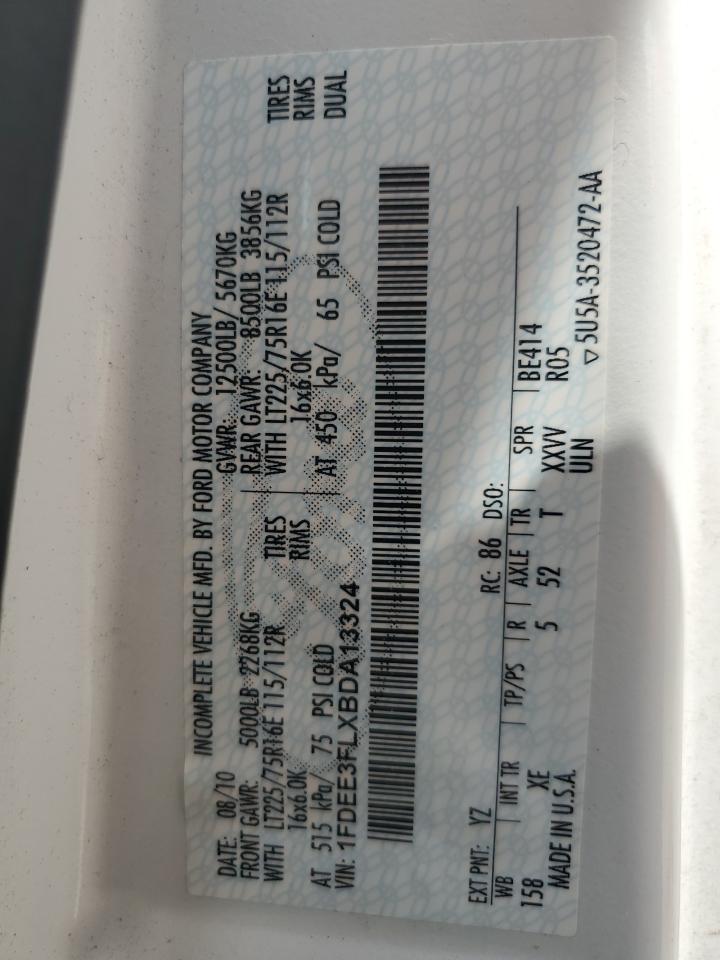 INCOMPLETE VEHICLE MFD. BY FORD MOTOR COMPANY
DATE: 08/10 GVWR: 12500LB/ 5670KG
FRONT GAWR: 5000LB 2268KG REAR GAWR: 8500LB 3856KG
WITH LT225/75R16E 115/112R TIRES WITH LT225/75R16E 115/112R TIRES
16x6.0K RIMS 16x6.0K RIMS
AT 515 kPa/ 75 PSI COLD AT 450 kPa/ 65 PSI COLD DUAL
VIN: 1FDEE3FLXBDA13324
EXT PNT: YZ RC: 86 DSO:
WB INT TR TP/PS R AXLE TR SPR BE414
158 XE 5 52 T XXVV R05
MADE IN U.S.A. ULN
▽5U5A-3520472-AA